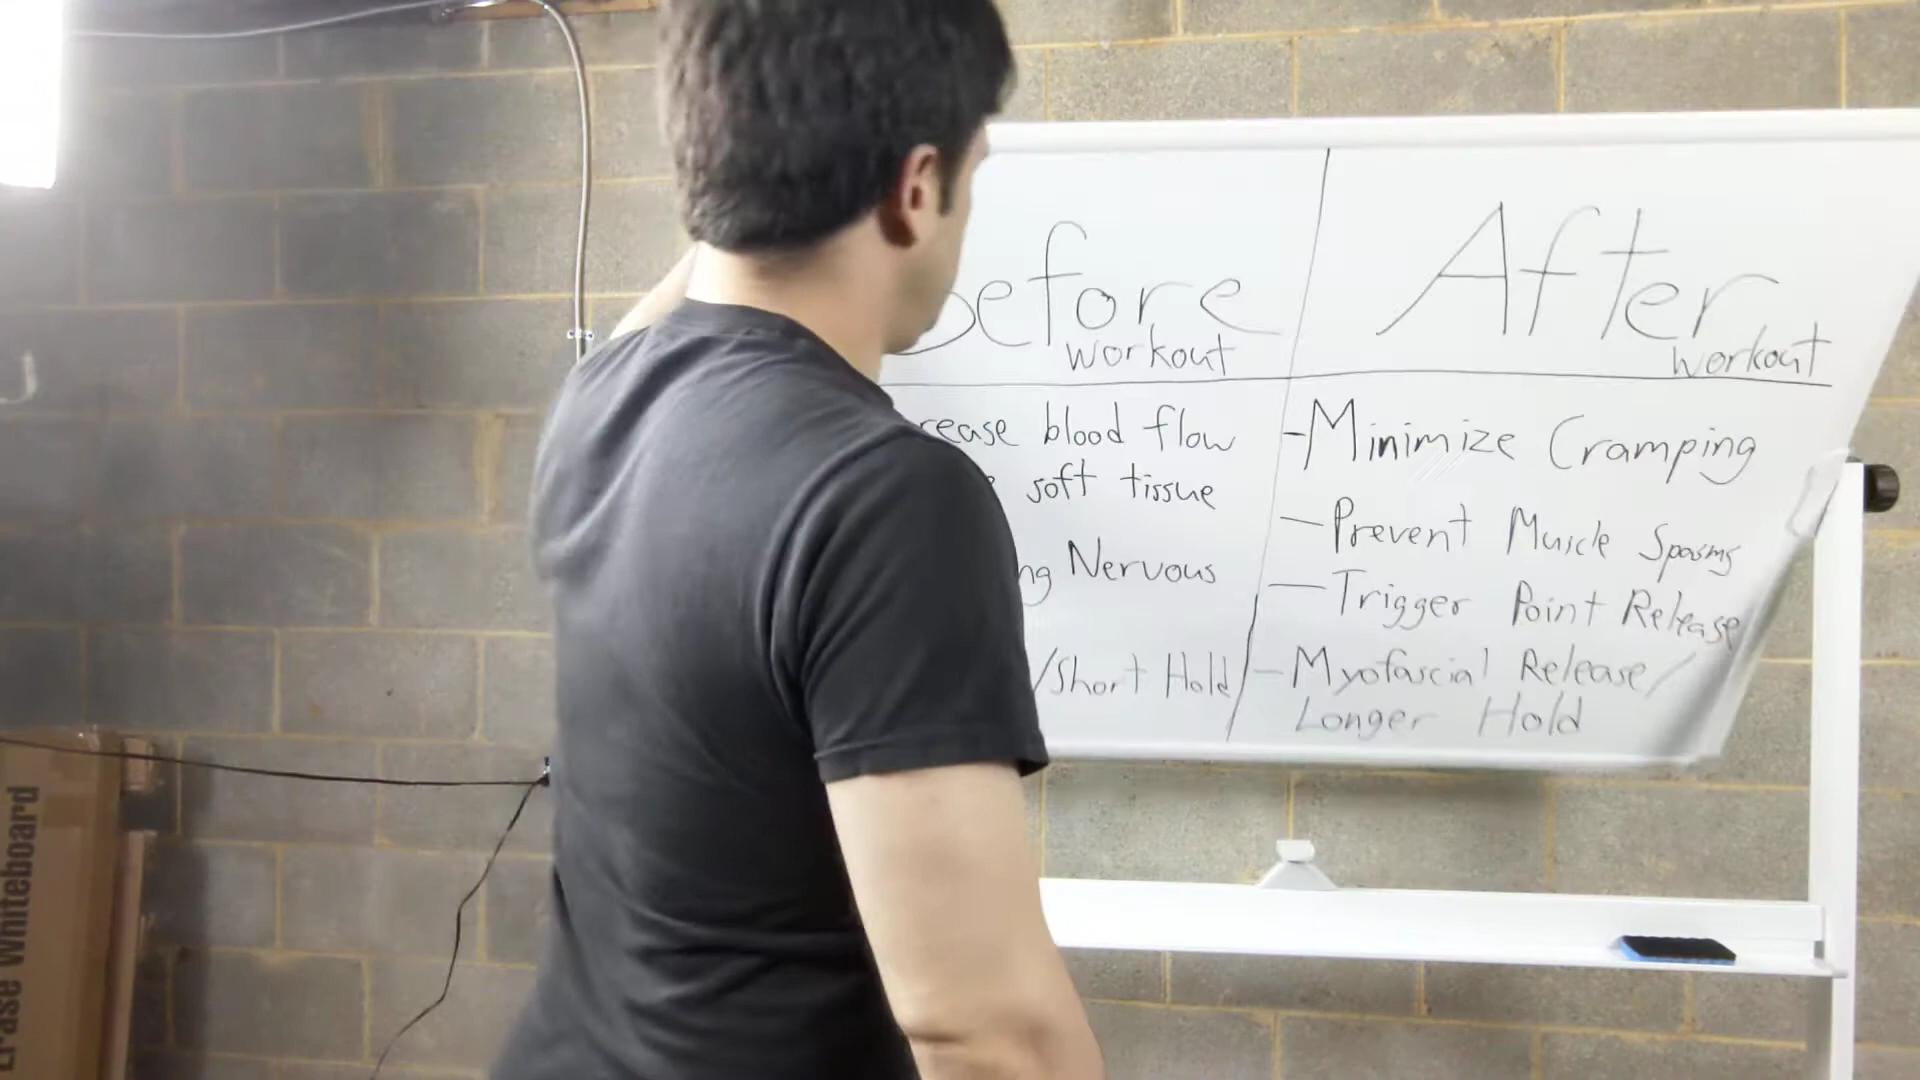 efore
workout
rease blood flow
soft tissue
ng Nervous
/Short Hold
After
workout
-Minimize Cramping
-Prevent Muscle Spasms
-Trigger Point Release
-Myofascial Release/
Longer Hold
Erase Whiteboard